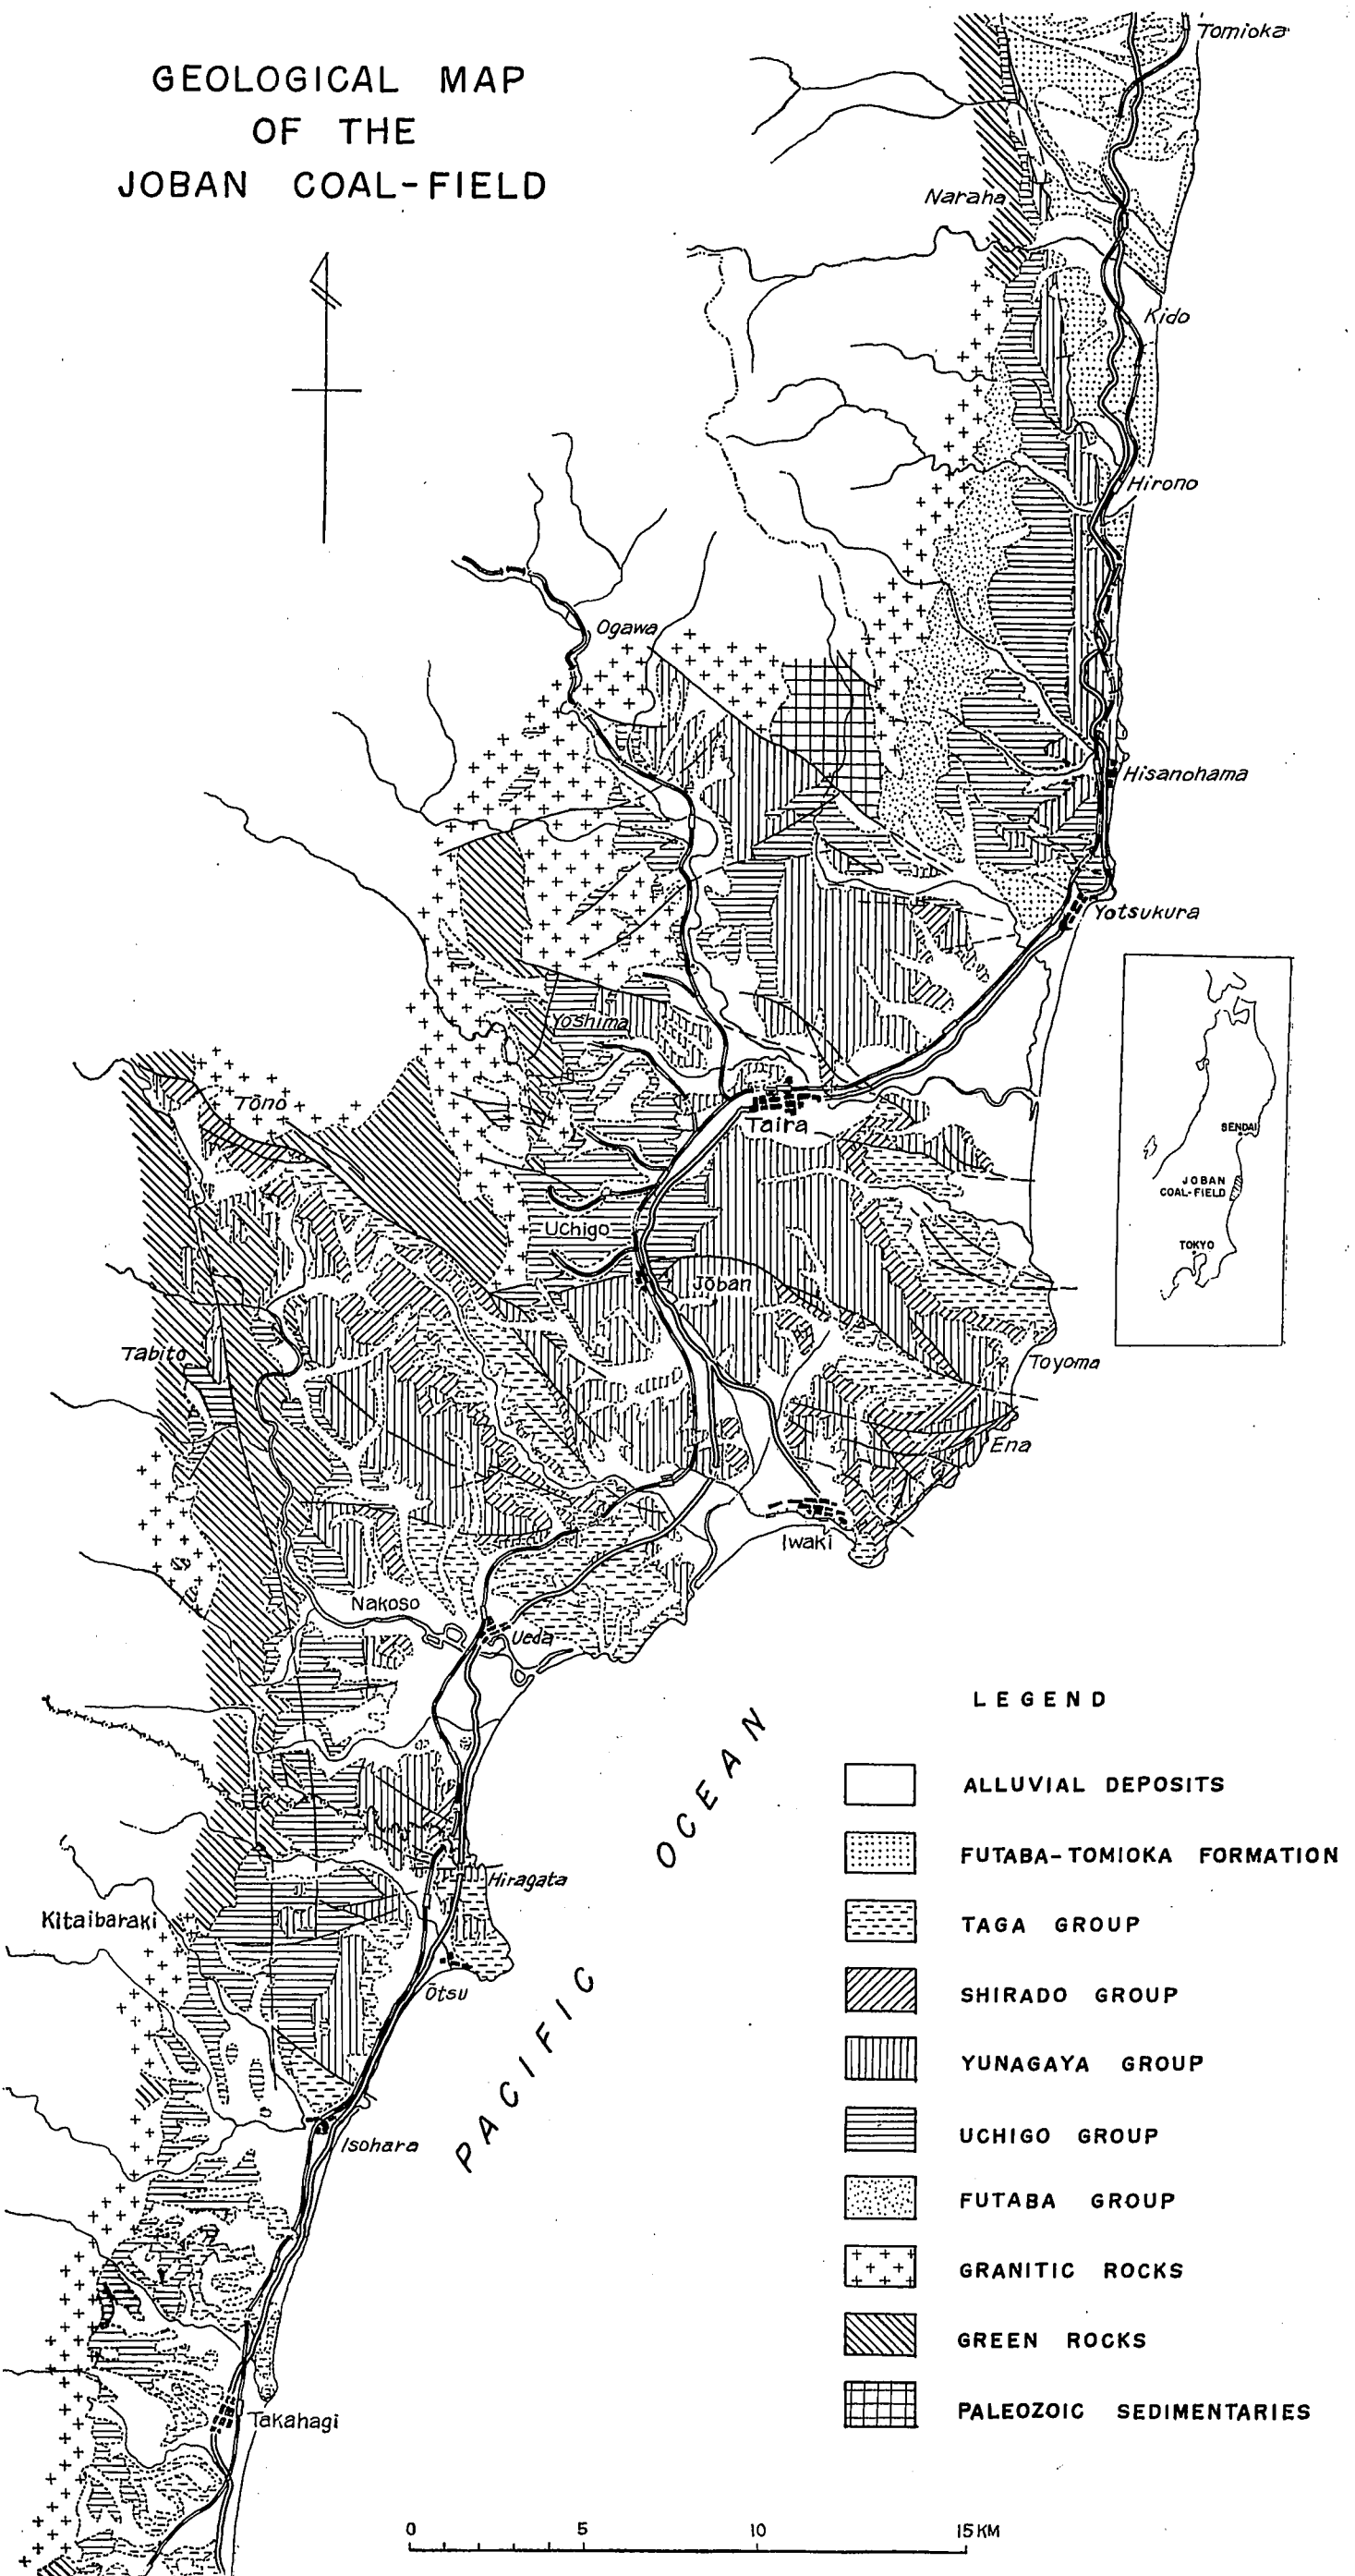 GEOLOGICAL MAP
OF THE
JOBAN COAL-FIELD
Tomioka
Naraha
Kido
Hirono
Ogawa
Hisanohama
Yotsukura
Yoshima
Tōno
Taira
SENDAI
JOBAN
COAL-FIELD
TOKYO
Uchigo
Jōban
Tabito
Toyoma
Ena
Iwaki
Nakoso
Ueda
PACIFIC OCEAN
Hiragata
Kitaibaraki
Ōtsu
Isohara
Takahagi
LEGEND
ALLUVIAL DEPOSITS
FUTABA-TOMIOKA FORMATION
TAGA GROUP
SHIRADO GROUP
YUNAGAYA GROUP
UCHIGO GROUP
FUTABA GROUP
GRANITIC ROCKS
GREEN ROCKS
PALEOZOIC SEDIMENTARIES
0 5 10 15 KM